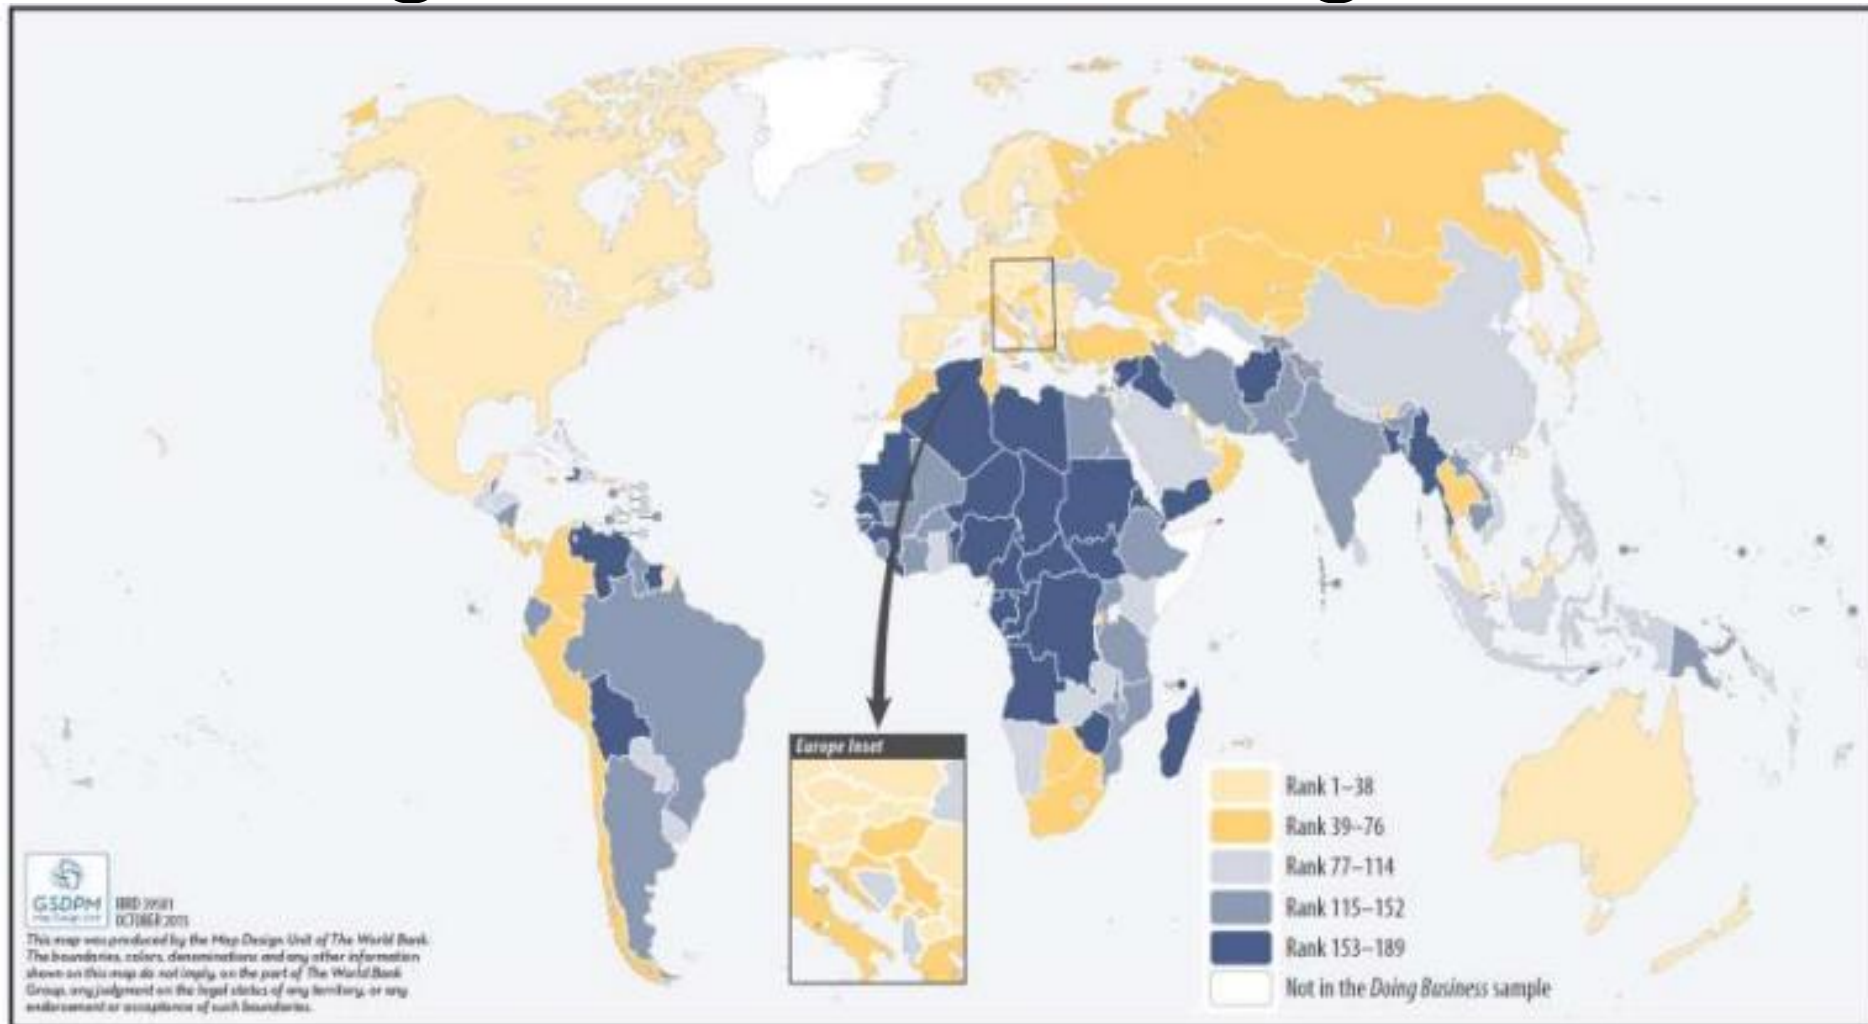 Europe Inset
Rank 1–38
Rank 39–76
Rank 77–114
Rank 115–152
Rank 153–189
Not in the Doing Business sample
GSDPM
Map Design Unit
OCTOBER 2015
This map was produced by the Map Design Unit of The World Bank.
The boundaries, colors, denominations and any other information
shown on this map do not imply, on the part of The World Bank
Group, any judgment on the legal status of any territory, or any
endorsement or acceptance of such boundaries.